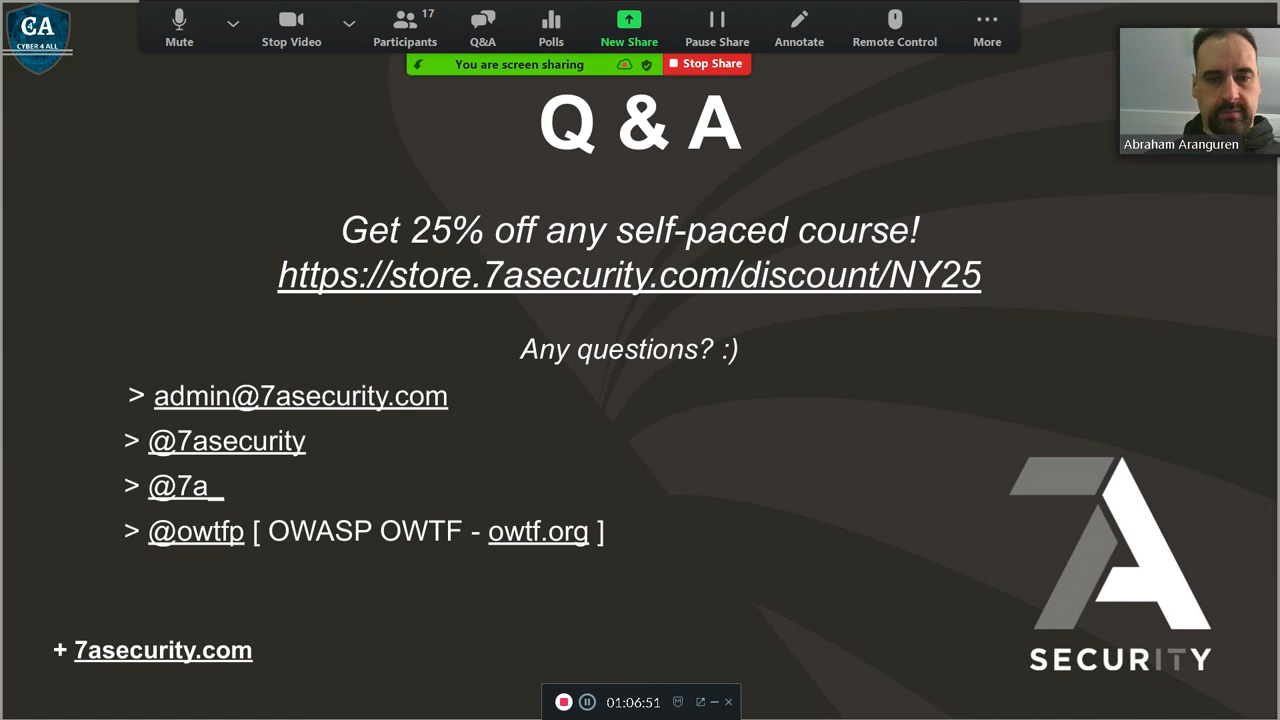 CA
CYBER 4 ALL
Mute
Stop Video
Participants
17
Q&A
Polls
New Share
Pause Share
Annotate
Remote Control
More
You are screen sharing
Stop Share
Abraham Aranguren
Q & A
Get 25% off any self-paced course!
https://store.7asecurity.com/discount/NY25
Any questions? :)
> admin@7asecurity.com
> @7asecurity
> @7a_
> @owtfp [ OWASP OWTF - owtf.org ]
+ 7asecurity.com
7A
SECURITY
01:06:51